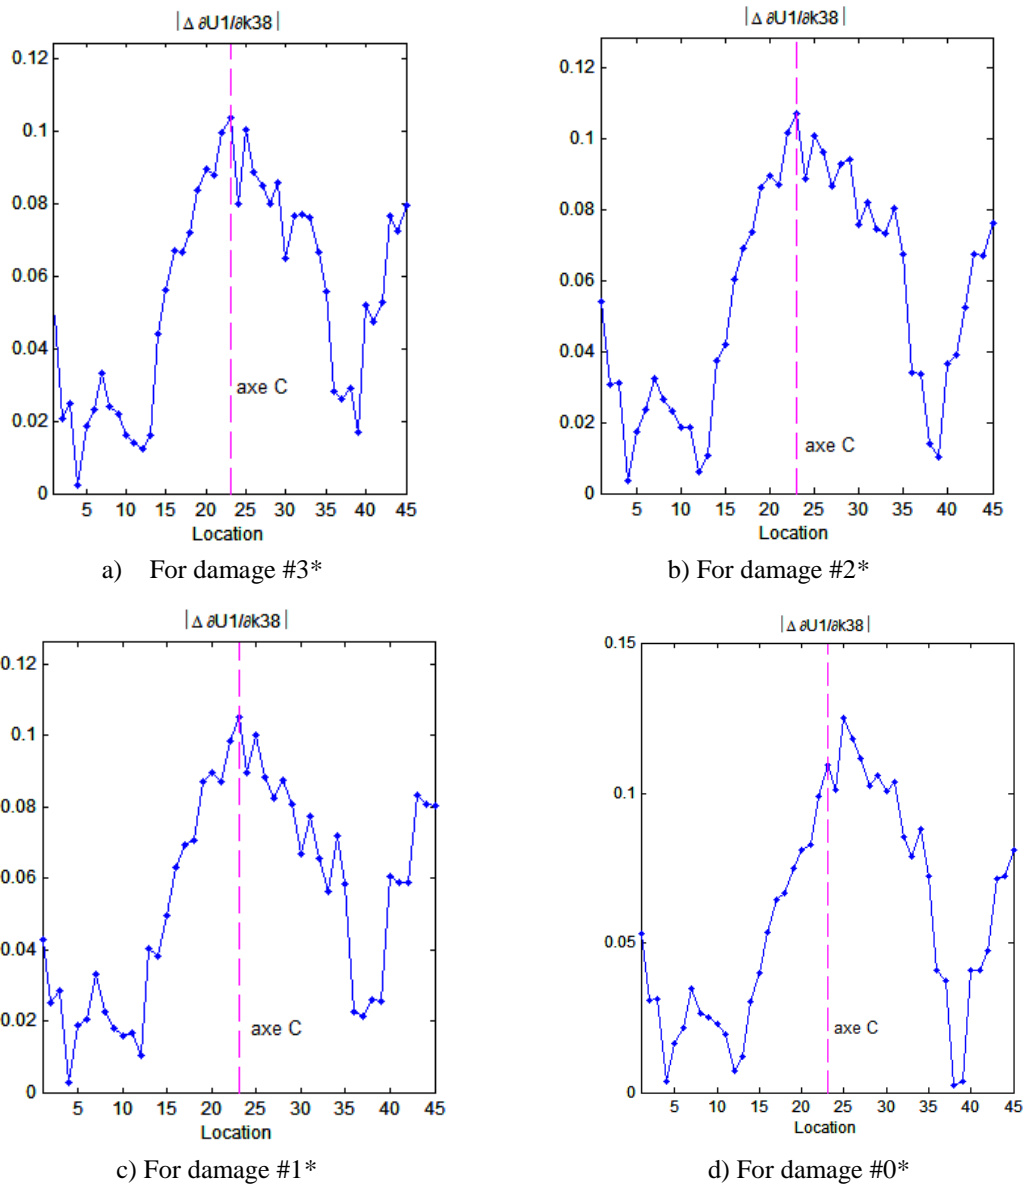 |Δ ∂U1/∂k38|
0.12
0.1
0.08
0.06
0.04
0.02
0
axe C
5 10 15 20 25 30 35 40 45
Location
a) For damage #3*
|Δ ∂U1/∂k38|
0.12
0.1
0.08
0.06
0.04
0.02
0
axe C
5 10 15 20 25 30 35 40 45
Location
b) For damage #2*
|Δ ∂U1/∂k38|
0.12
0.1
0.08
0.06
0.04
0.02
0
axe C
5 10 15 20 25 30 35 40 45
Location
c) For damage #1*
|Δ ∂U1/∂k38|
0.15
0.1
0.05
0
axe C
5 10 15 20 25 30 35 40 45
Location
d) For damage #0*